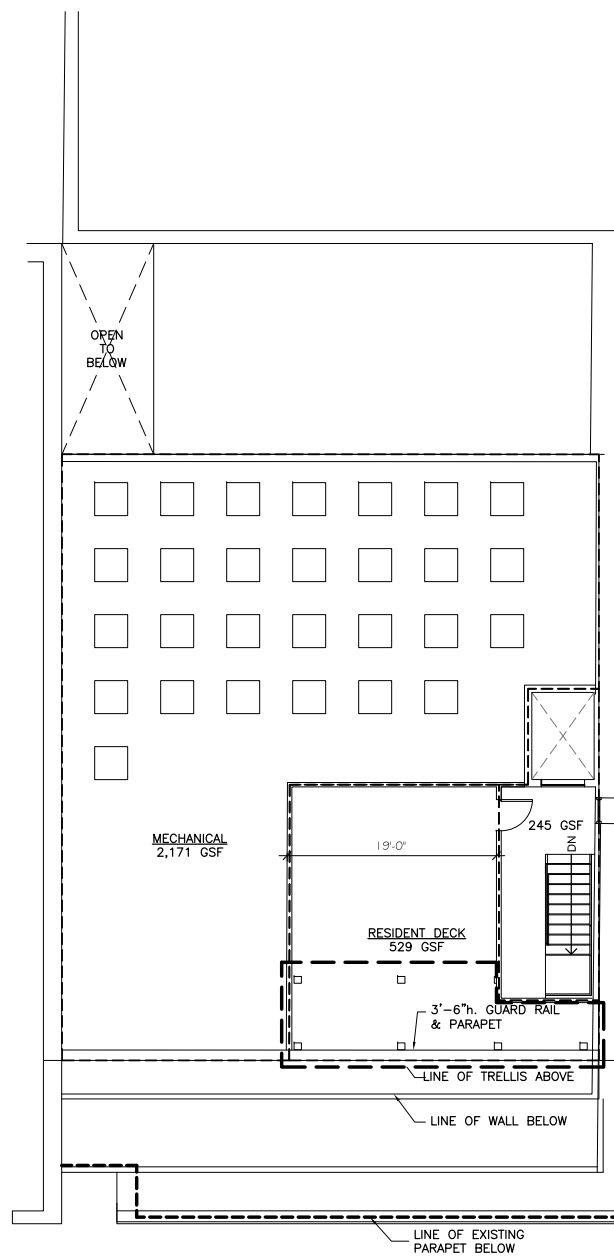 OPEN
TO
BELOW
MECHANICAL
2,171 GSF
19'-0"
245 GSF
DN
RESIDENT DECK
529 GSF
3'-6"h. GUARD RAIL
& PARAPET
LINE OF TRELLIS ABOVE
LINE OF WALL BELOW
LINE OF EXISTING
PARAPET BELOW